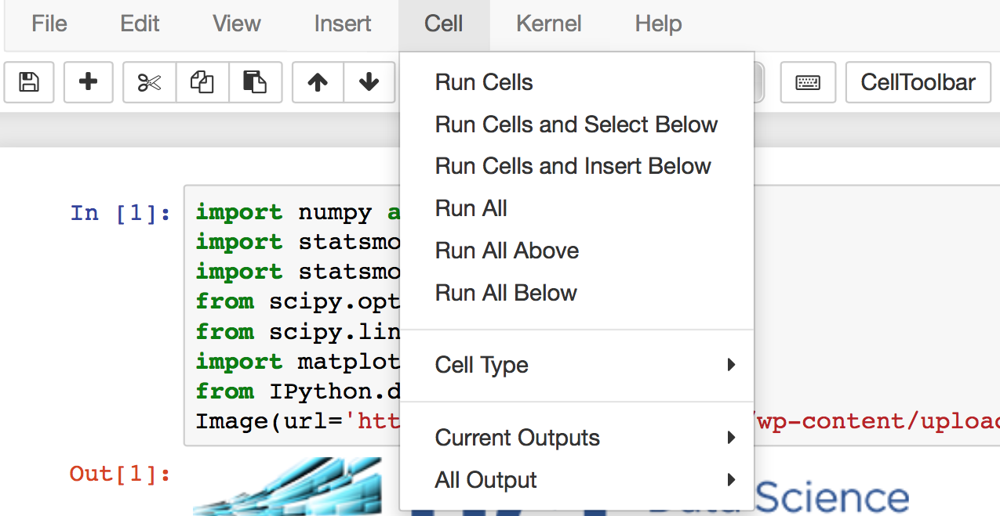 File Edit View Insert Cell Kernel Help
CellToolbar
Run Cells
Run Cells and Select Below
Run Cells and Insert Below
Run All
Run All Above
Run All Below
Cell Type
Current Outputs
All Output
In [1]:
import numpy a
import statsmo
import statsmo
from scipy.opt
from scipy.lin
import matplot
from IPython.d
Image(url='htt /wp-content/upload
Out[1]:
Science